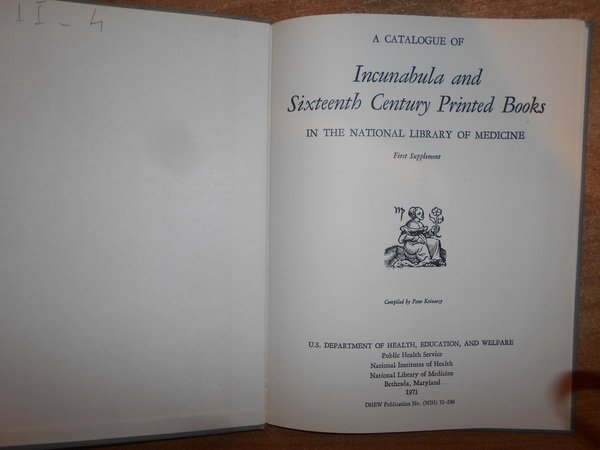 II - 4
A CATALOGUE OF
Incunabula and
Sixteenth Century Printed Books
IN THE NATIONAL LIBRARY OF MEDICINE
First Supplement
Compiled by Peter Krivatsy
U.S. DEPARTMENT OF HEALTH, EDUCATION, AND WELFARE
Public Health Service
National Institutes of Health
National Library of Medicine
Bethesda, Maryland
1971
DHEW Publication No. (NIH) 71-206